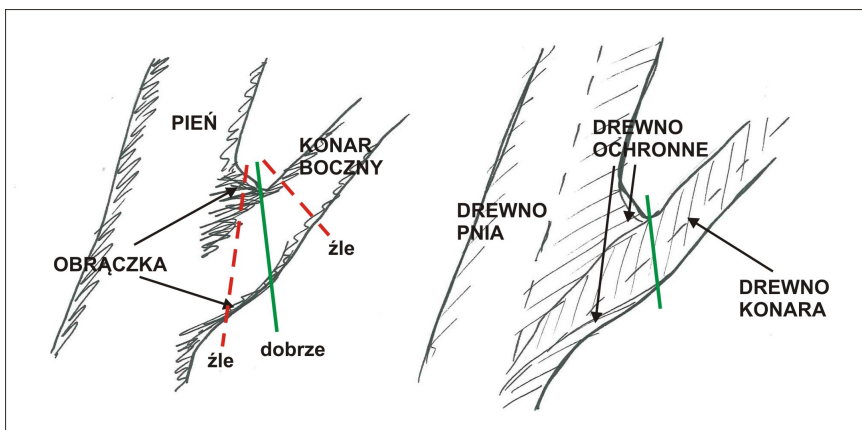 PIEŃ
KONAR
BOCZNY
OBRĄCZKA
źle
źle
dobrze
DREWNO
OCHRONNE
DREWNO
PNIA
DREWNO
KONARA